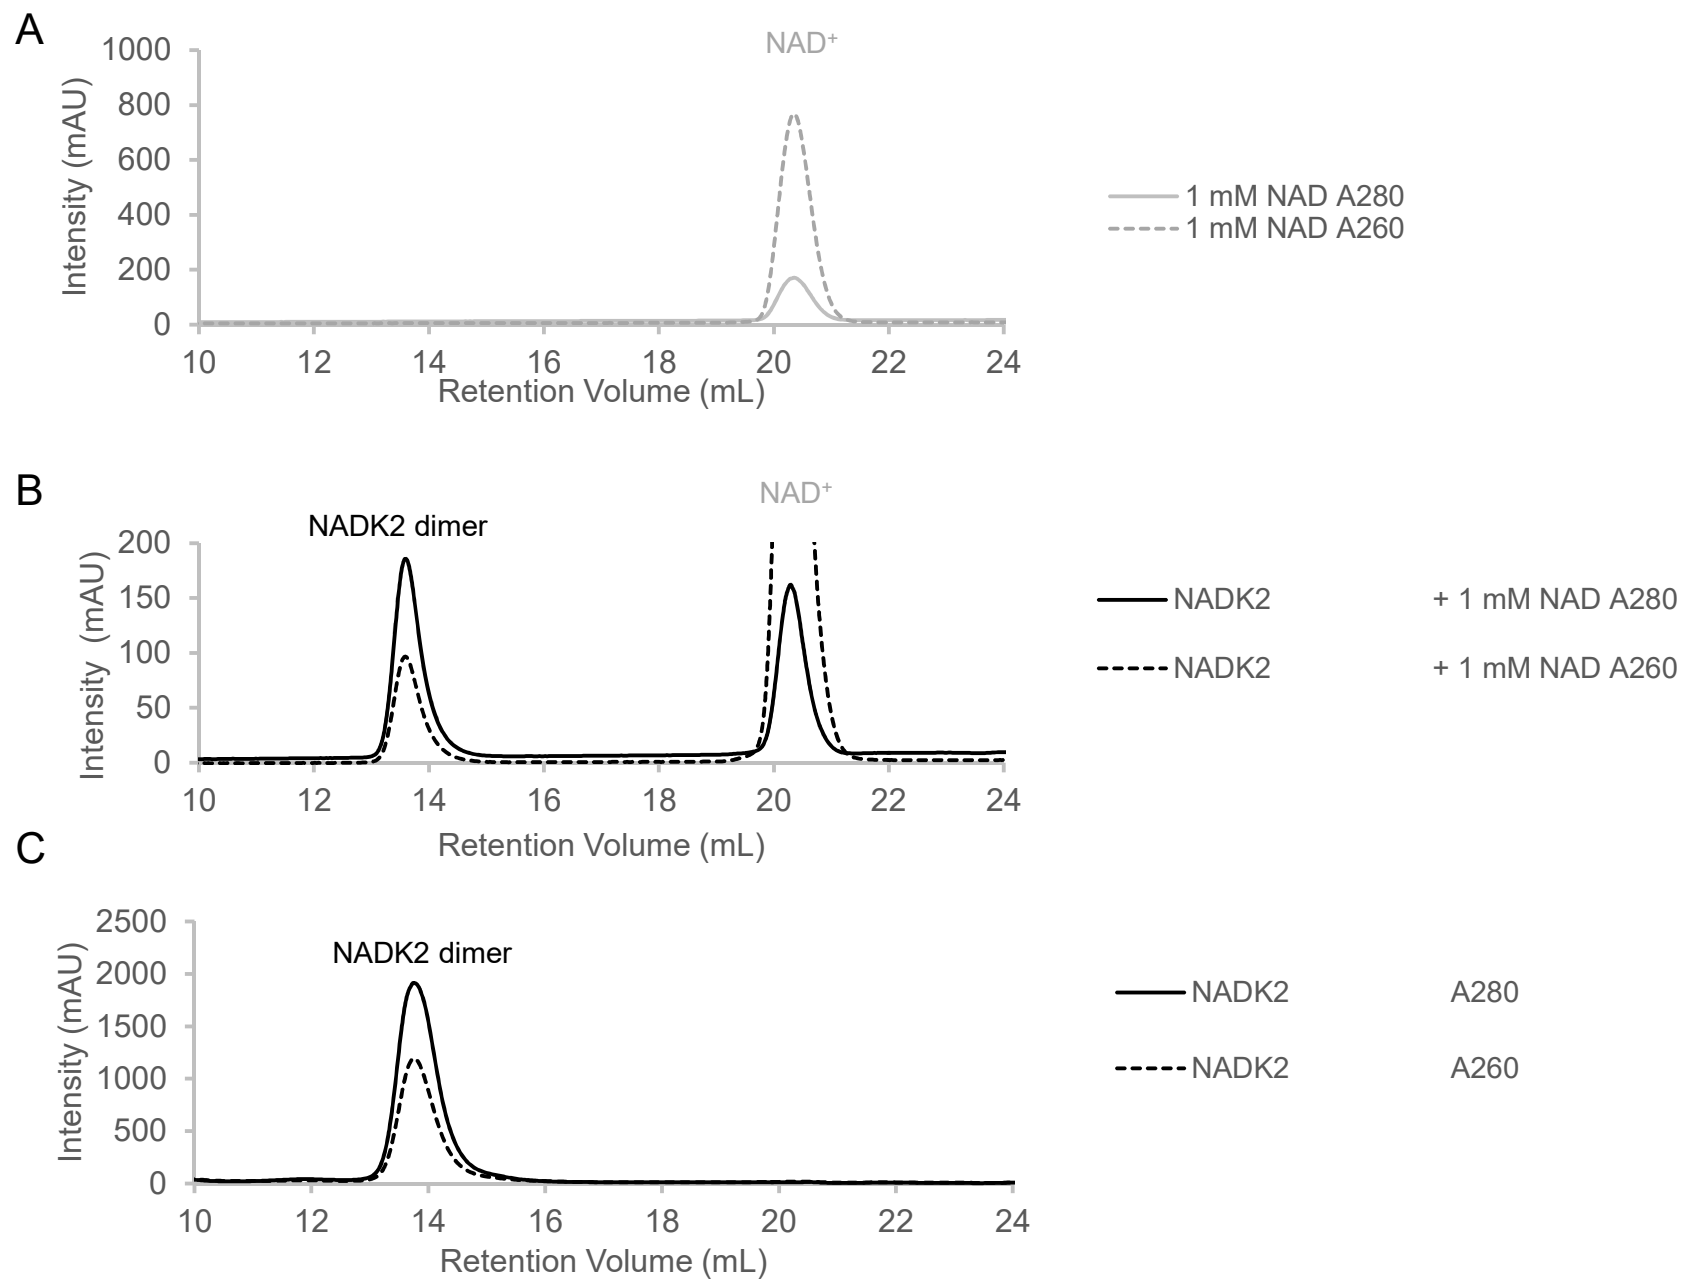 A
NAD⁺
1000
800
600
400
200
0
Intensity (mAU)
10 12 14 16 18 20 22 24
Retention Volume (mL)
1 mM NAD A280
1 mM NAD A260
B
NAD⁺
NADK2 dimer
200
150
100
50
0
Intensity (mAU)
10 12 14 16 18 20 22 24
Retention Volume (mL)
NADK2 + 1 mM NAD A280
NADK2 + 1 mM NAD A260
C
NADK2 dimer
2500
2000
1500
1000
500
0
Intensity (mAU)
10 12 14 16 18 20 22 24
Retention Volume (mL)
NADK2 A280
NADK2 A260